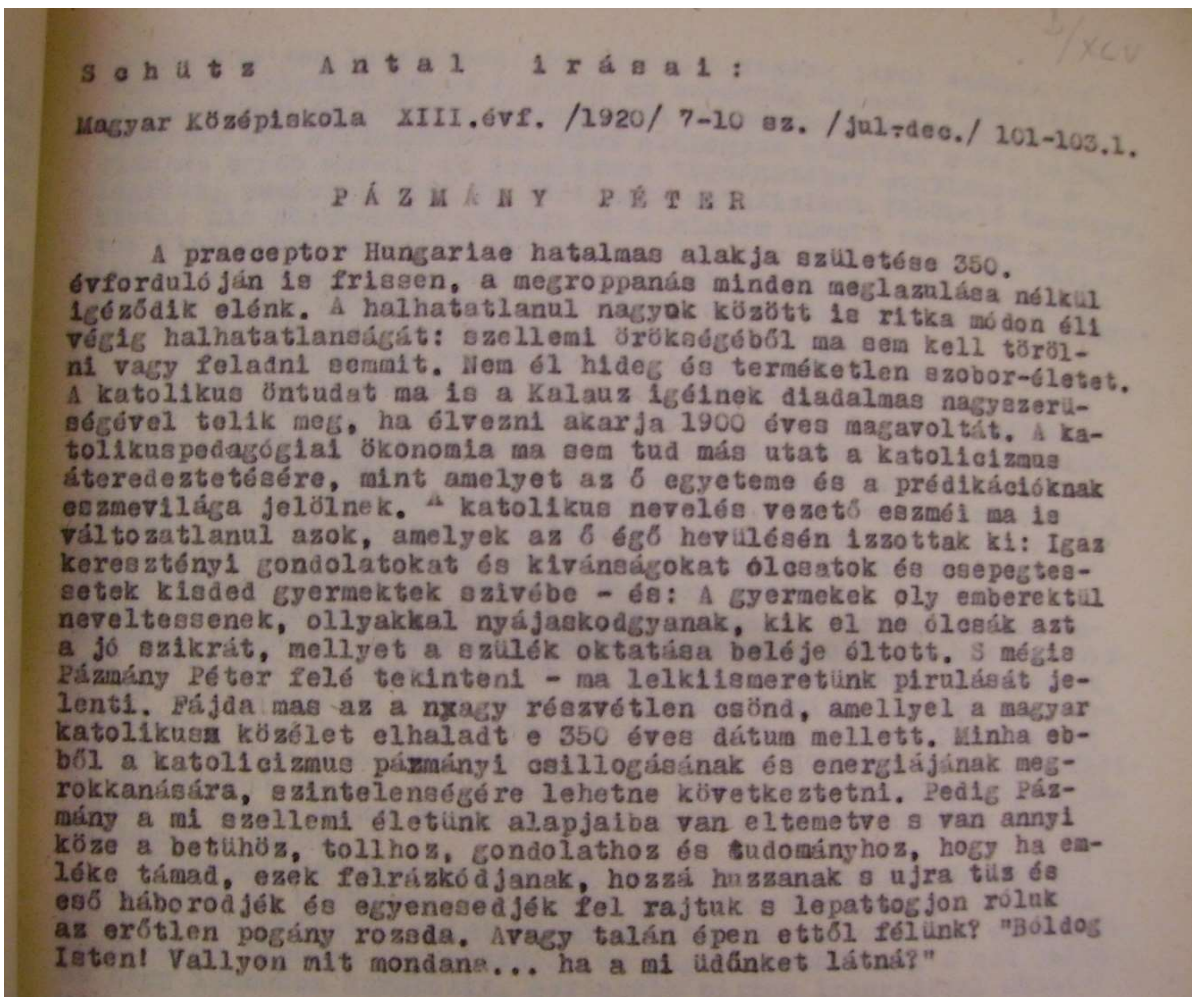 Schütz Antal irásai:
Magyar Középiskola XIII.évf. /1920/ 7-10 sz. /jul-dec./ 101-103.l.
PÁZMÁNY PÉTER
A praeceptor Hungariae hatalmas alakja születése 350.
évfordulóján is frissen, a megroppanás minden meglazulása nélkül
igéződik elénk. A halhatatlanul nagyok között is ritka módon éli
végig halhatatlanságát: szellemi örökségéből ma sem kell töröl-
ni vagy feladni semmit. Nem él hideg és terméketlen szobor-életet.
A katolikus öntudat ma is a Kalauz igéinek diadalmas nagyszerü-
ségével telik meg, ha élvezni akarja 1900 éves magavoltát. A ka-
tolikuspedagógiai ökonomia ma sem tud más utat a katolicizmus
áteredeztetésére, mint amelyet az ő egyeteme és a prédikációknak
eszmevilága jelölnek. A katolikus nevelés vezető eszméi ma is
változatlanul azok, amelyek az ő égő hevülésén izzottak ki: Igaz
keresztényi gondolatokat és kivánságokat ólcsatok és csepegtes-
setek kisded gyermektek szivébe - és: A gyermekek oly emberektül
neveltessenek, ollyakkal nyájaskodgyanak, kik el ne ólcsák azt
a jó szikrát, mellyet a szülék oktatása beléje óltott. S mégis
Pázmány Péter felé tekinteni - ma lelkiismeretünk pirulását je-
lenti. Fájda mas az a nxagy részvétlen csönd, amellyel a magyar
katolikusm közélet elhaladt e 350 éves dátum mellett. Minha eb-
ből a katolicizmus pázmányi csillogásának és energiájának meg-
rokkanására, szintelenségére lehetne következtetni. Pedig Páz-
mány a mi szellemi életünk alapjaiba van eltemetve s van annyi
köze a betühöz, tollhoz, gondolathoz és tudományhoz, hogy ha em-
léke támad, ezek felrázkódjanak, hozzá huzzanak s ujra tüz és
eső háborodjék és egyenesedjék fel rajtuk s lepattogjon róluk
az erőtlen pogány rozsda. Avagy talán épen ettől félünk? "Bóldog
Isten! Vallyon mit mondana... ha a mi üdőnket látná?"